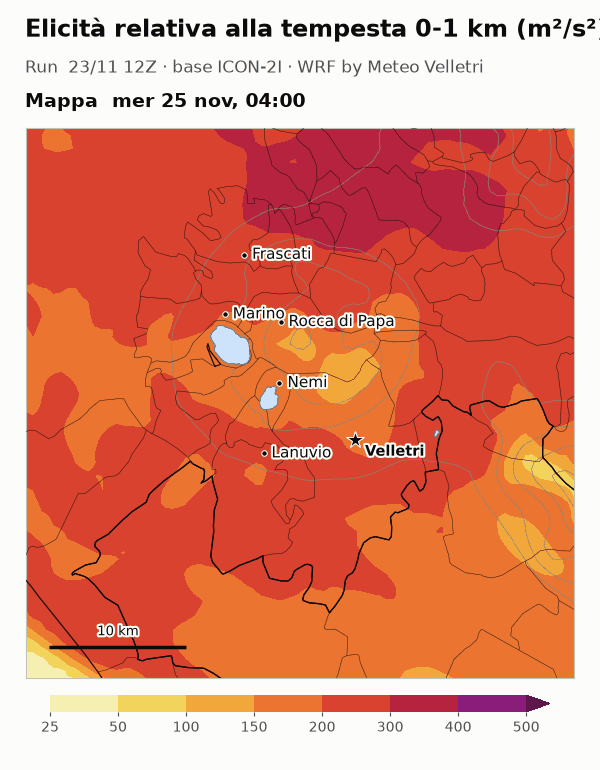 Elicità relativa alla tempesta 0-1 km (m²/s²)
Run 23/11 12Z · base ICON-2I · WRF by Meteo Velletri
Mappa mer 25 nov, 04:00
Frascati
Marino
Rocca di Papa
Nemi
Velletri
Lanuvio
10 km
25 50 100 150 200 300 400 500